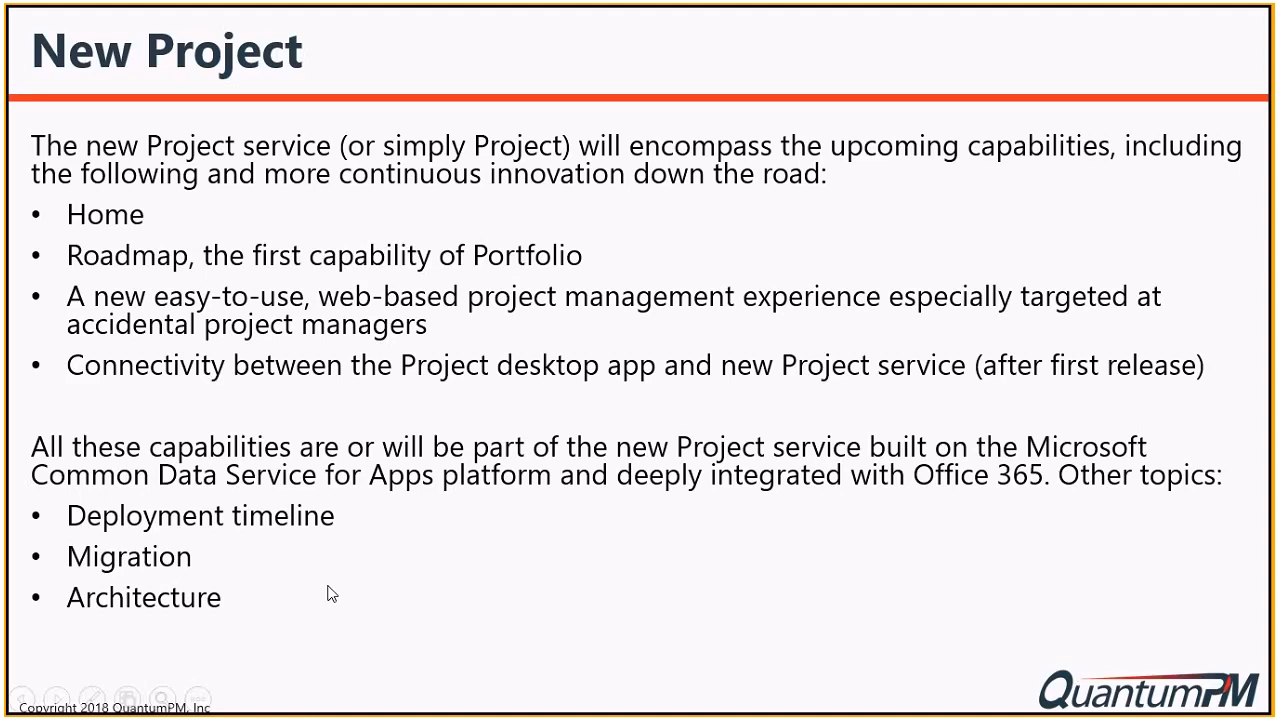 New Project
The new Project service (or simply Project) will encompass the upcoming capabilities, including
the following and more continuous innovation down the road:
• Home
• Roadmap, the first capability of Portfolio
• A new easy-to-use, web-based project management experience especially targeted at
accidental project managers
• Connectivity between the Project desktop app and new Project service (after first release)
All these capabilities are or will be part of the new Project service built on the Microsoft
Common Data Service for Apps platform and deeply integrated with Office 365. Other topics:
• Deployment timeline
• Migration
• Architecture
Copyright 2018 QuantumPM, Inc
QuantumPM